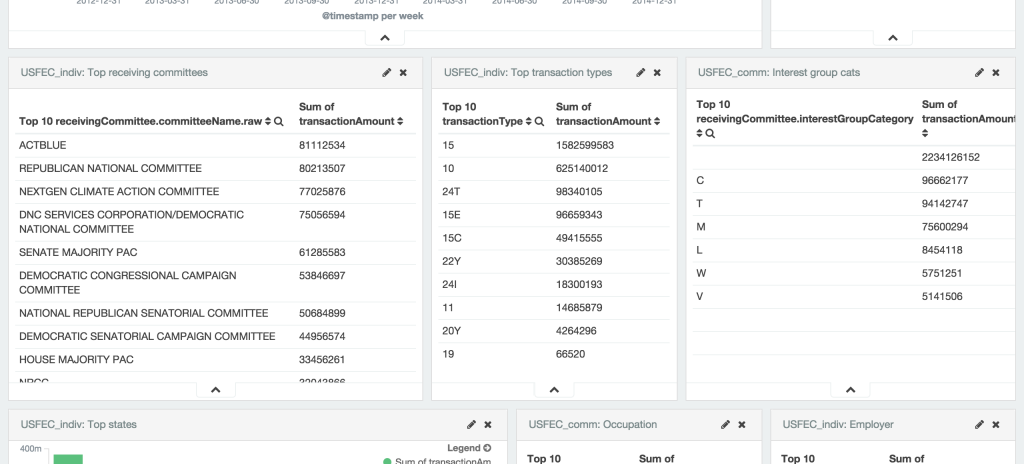 2012-12-31 2013-03-31 2013-06-30 2013-09-30 2013-12-31 2014-03-31 2014-06-30 2014-09-30 2014-12-31
@timestamp per week
USFEC_indiv: Top receiving committees
Top 10 receivingCommittee.committeeName.raw
Sum of
transactionAmount
ACTBLUE 81112534
REPUBLICAN NATIONAL COMMITTEE 80213507
NEXTGEN CLIMATE ACTION COMMITTEE 77025876
DNC SERVICES CORPORATION/DEMOCRATIC 75056594
NATIONAL COMMITTEE
SENATE MAJORITY PAC 61285583
DEMOCRATIC CONGRESSIONAL CAMPAIGN 53846697
COMMITTEE
NATIONAL REPUBLICAN SENATORIAL COMMITTEE 50684899
DEMOCRATIC SENATORIAL CAMPAIGN COMMITTEE 44956574
HOUSE MAJORITY PAC 33456261
NRCC
USFEC_indiv: Top transaction types
Top 10 Sum of
transactionType transactionAmount
15 1582599583
10 625140012
24T 98340105
15E 96659343
15C 49415555
22Y 30385269
24I 18300193
11 14685879
20Y 4264296
19 66520
USFEC_comm: Interest group cats
Top 10 Sum of
receivingCommittee.interestGroupCategory transactionAmount
2234126152
C 96662177
T 94142747
M 75600294
L 8454118
W 5751251
V 5141506
USFEC_indiv: Top states
400m
Legend
Sum of transactionAm
USFEC_comm: Occupation
Top 10 Sum of
USFEC_indiv: Employer
Top 10 Sum of